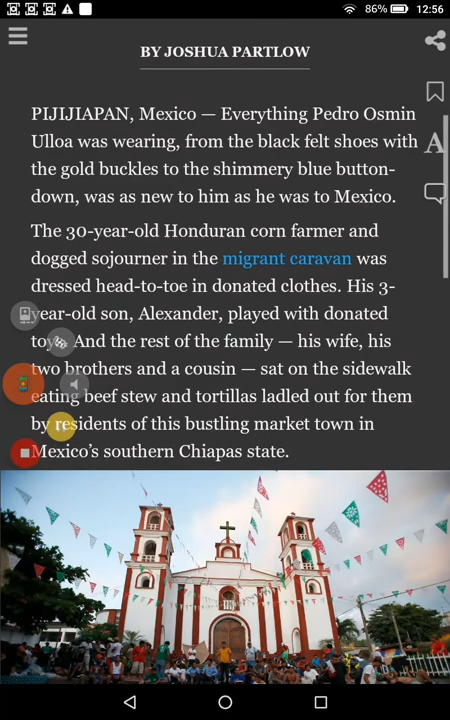 86% 12:56
BY JOSHUA PARTLOW
A
PIJIJIAPAN, Mexico — Everything Pedro Osmin
Ulloa was wearing, from the black felt shoes with
the gold buckles to the shimmery blue button-
down, was as new to him as he was to Mexico.
The 30-year-old Honduran corn farmer and
dogged sojourner in the migrant caravan was
dressed head-to-toe in donated clothes. His 3-
year-old son, Alexander, played with donated
toys. And the rest of the family — his wife, his
two brothers and a cousin — sat on the sidewalk
eating beef stew and tortillas ladled out for them
by residents of this bustling market town in
Mexico’s southern Chiapas state.